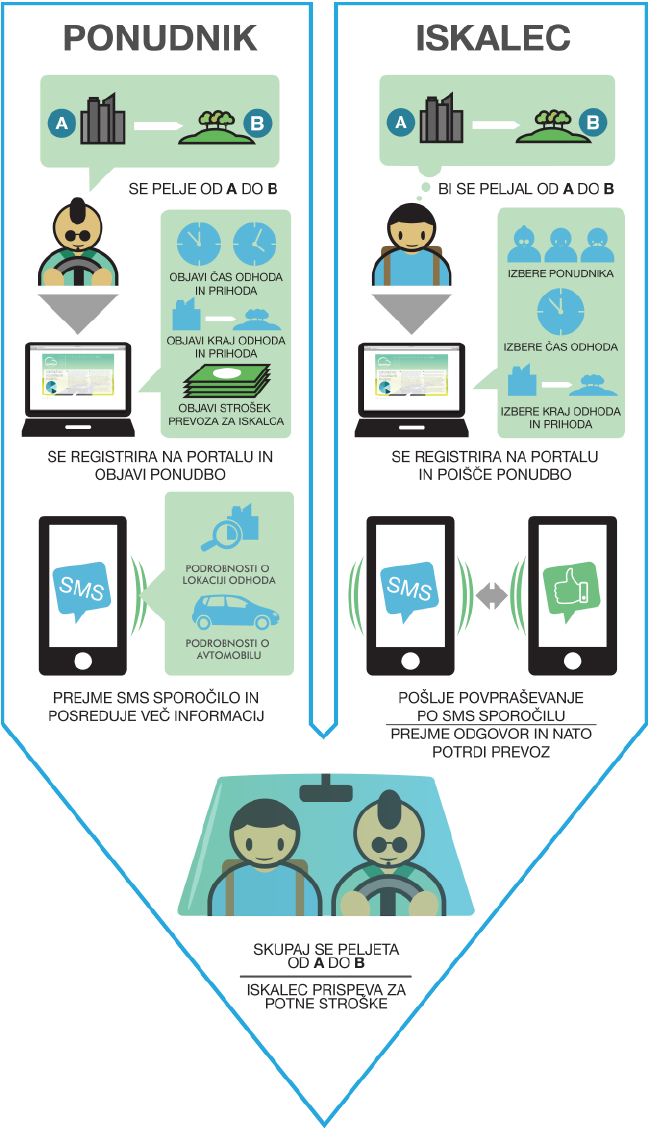 PONUDNIK
A
B
SE PELJE OD A DO B
OBJAVI ČAS ODHODA
IN PRIHODA
OBJAVI KRAJ ODHODA
IN PRIHODA
OBJAVI STROŠEK
PREVOZA ZA ISKALCA
SE REGISTRIRA NA PORTALU IN
OBJAVI PONUDBO
SMS
PODROBNOSTI O
LOKACIJI ODHODA
PODROBNOSTI O
AVTOMOBILU
PREJME SMS SPOROČILO IN
POSREDUJE VEČ INFORMACIJ
ISKALEC
A
B
BI SE PELJAL OD A DO B
IZBERE PONUDNIKA
IZBERE ČAS ODHODA
IZBERE KRAJ ODHODA
IN PRIHODA
SE REGISTRIRA NA PORTALU
IN POIŠČE PONUDBO
SMS
POŠLJE POVPRAŠEVANJE
PO SMS SPOROČILU
PREJME ODGOVOR IN NATO
POTRDI PREVOZ
SKUPAJ SE PELJETA
OD A DO B
ISKALEC PRISPEVA ZA
POTNE STROŠKE